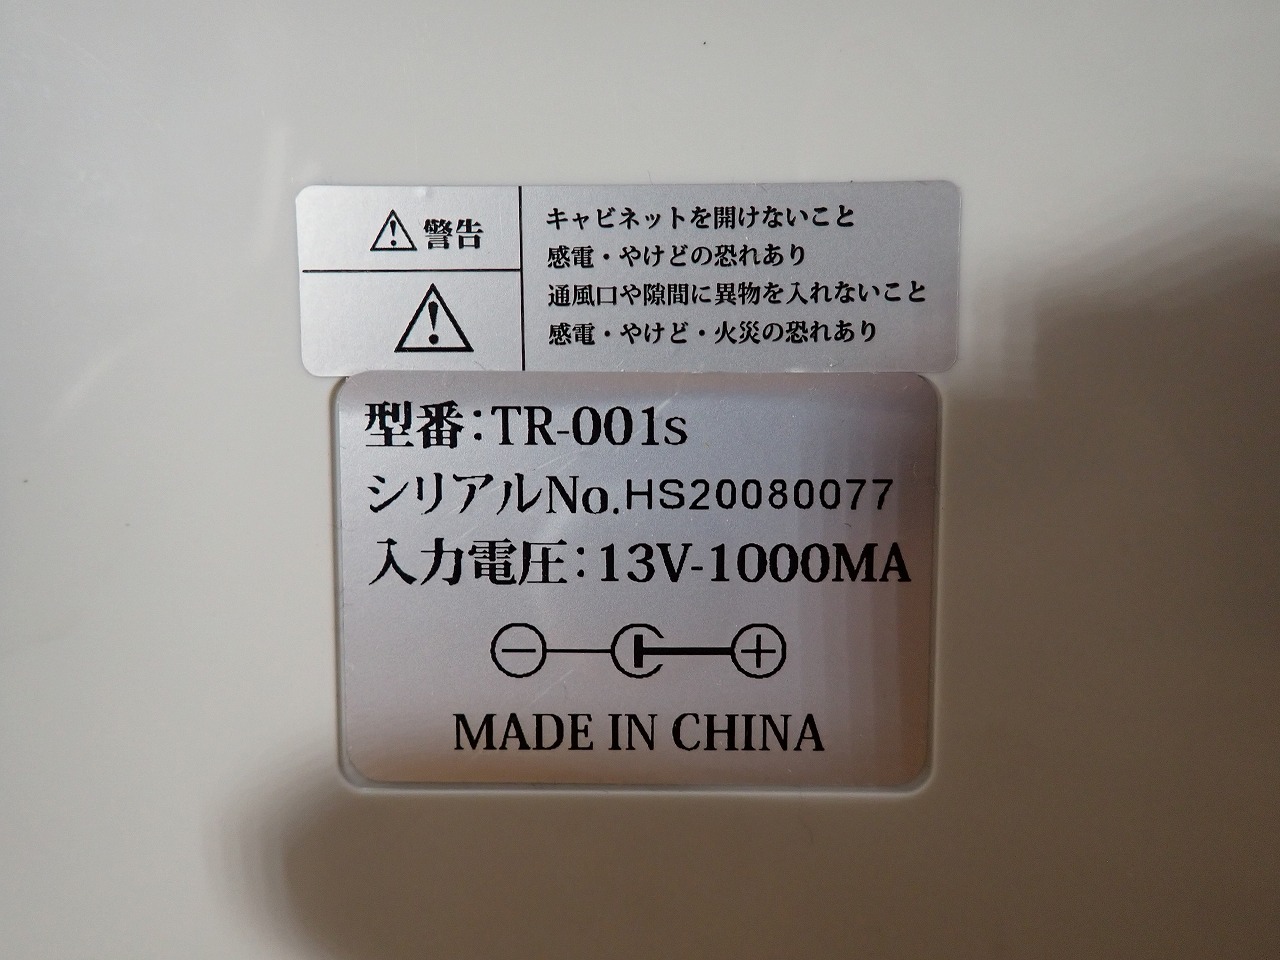 警告
キャビネットを開けないこと
感電・やけどの恐れあり
通風口や隙間に異物を入れないこと
感電・やけど・火災の恐れあり
型番:TR-001s
シリアルNo.HS20080077
入力電圧:13V-1000MA
MADE IN CHINA